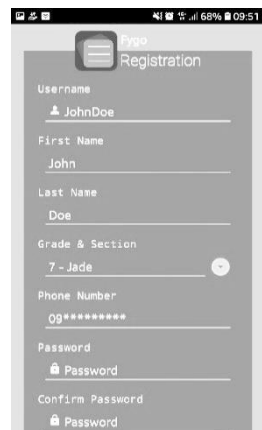 68% 09:51
Fygo
Registration
Username
JohnDoe
First Name
John
Last Name
Doe
Grade & Section
7 - Jade
Phone Number
09*********
Password
Password
Confirm Password
Password